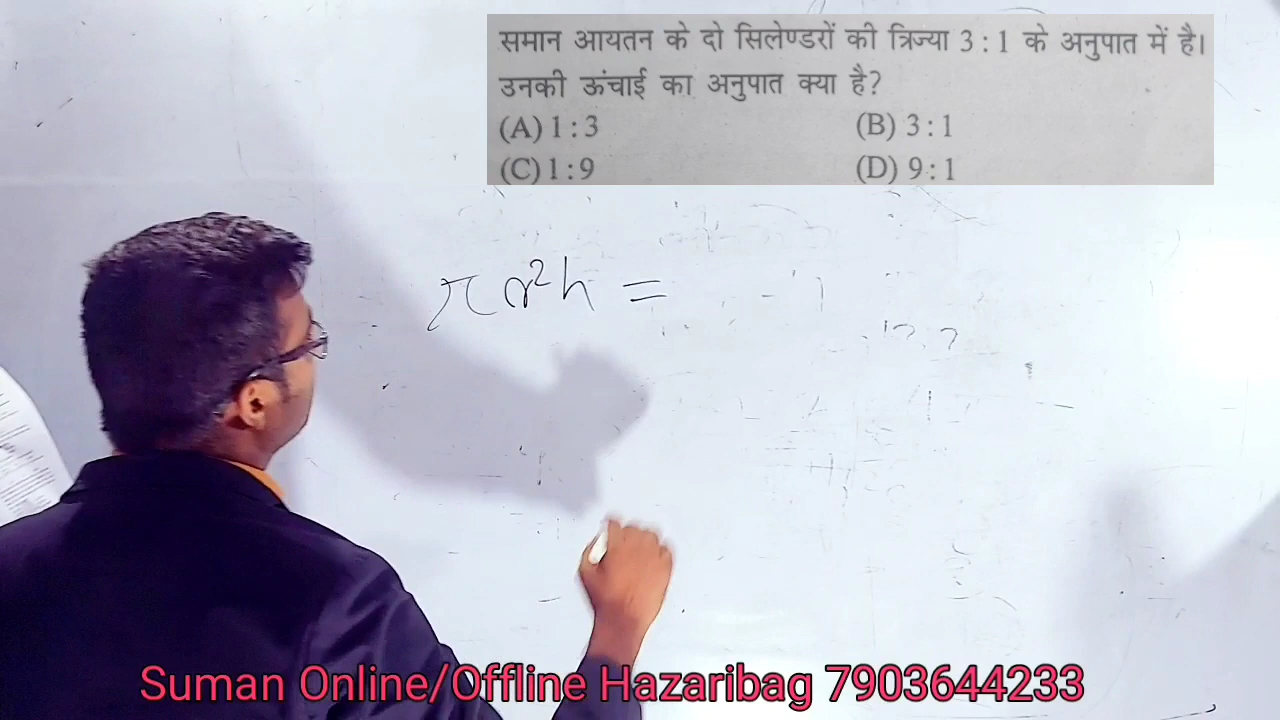 समान आयतन के दो सिलेण्डरों की त्रिज्या 3 : 1 के अनुपात में है।
उनकी ऊंचाई का अनुपात क्या है?
(A) 1 : 3 (B) 3 : 1
(C) 1 : 9 (D) 9 : 1
πr²h =
Suman Online/Offline Hazaribag 7903644233